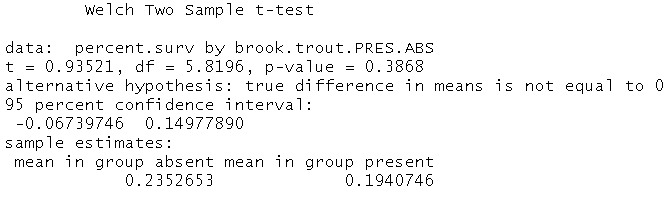 Welch Two Sample t-test
data: percent.surv by brook.trout.PRES.ABS
t = 0.93521, df = 5.8196, p-value = 0.3868
alternative hypothesis: true difference in means is not equal to 0
95 percent confidence interval:
-0.06739746 0.14977890
sample estimates:
mean in group absent mean in group present
0.2352653 0.1940746